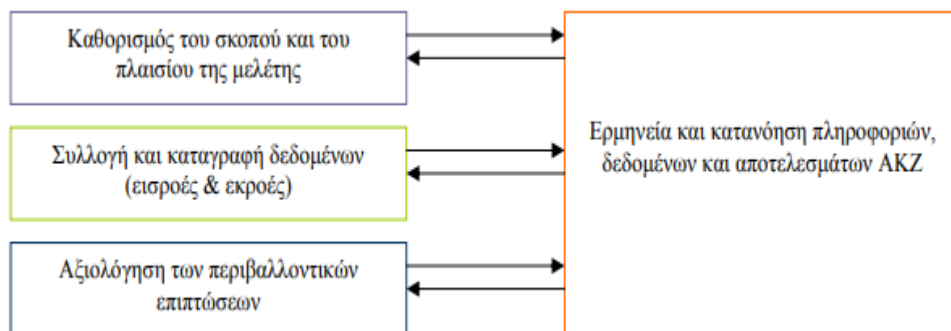 Καθορισμός του σκοπού και του
πλαισίου της μελέτης
Συλλογή και καταγραφή δεδομένων
(εισροές & εκροές)
Αξιολόγηση των περιβαλλοντικών
επιπτώσεων
Ερμηνεία και κατανόηση πληροφοριών,
δεδομένων και αποτελεσμάτων ΑΚΖ